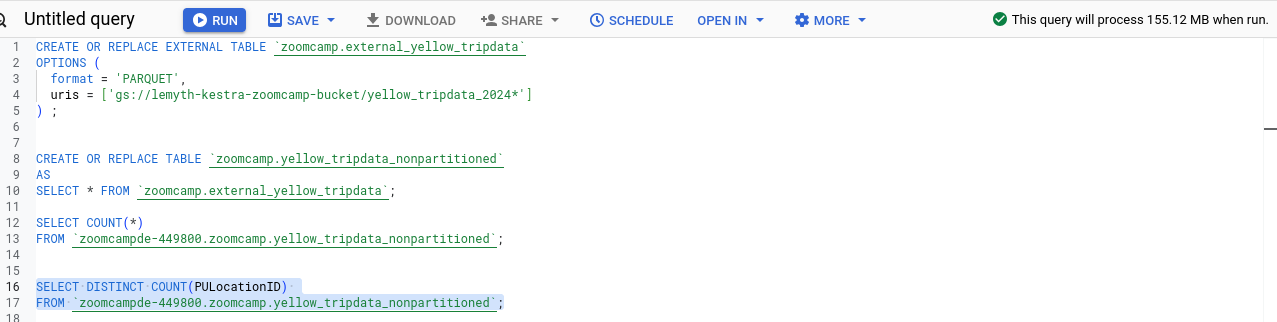 Untitled query RUN SAVE DOWNLOAD SHARE SCHEDULE OPEN IN MORE This query will process 155.12 MB when run.
1 CREATE OR REPLACE EXTERNAL TABLE `zoomcamp.external_yellow_tripdata`
2 OPTIONS (
3 format = 'PARQUET',
4 uris = ['gs://lemyth-kestra-zoomcamp-bucket/yellow_tripdata_2024*']
5 ) ;
6
7
8 CREATE OR REPLACE TABLE `zoomcamp.yellow_tripdata_nonpartitioned`
9 AS
10 SELECT * FROM `zoomcamp.external_yellow_tripdata`;
11
12 SELECT COUNT(*)
13 FROM `zoomcampde-449800.zoomcamp.yellow_tripdata_nonpartitioned`;
14
15
16 SELECT DISTINCT COUNT(PULocationID)
17 FROM `zoomcampde-449800.zoomcamp.yellow_tripdata_nonpartitioned`;
18